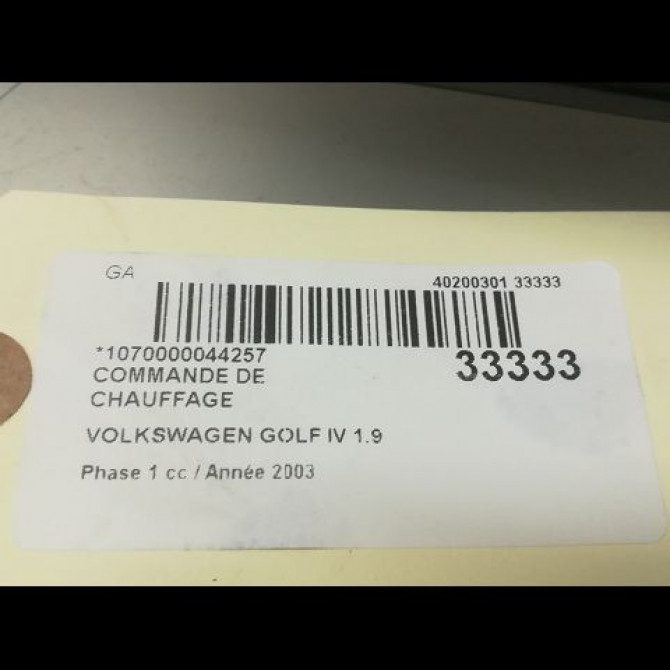 GA
40200301 33333
*1070000044257
33333
COMMANDE DE
CHAUFFAGE
VOLKSWAGEN GOLF IV 1.9
Phase 1 cc / Année 2003